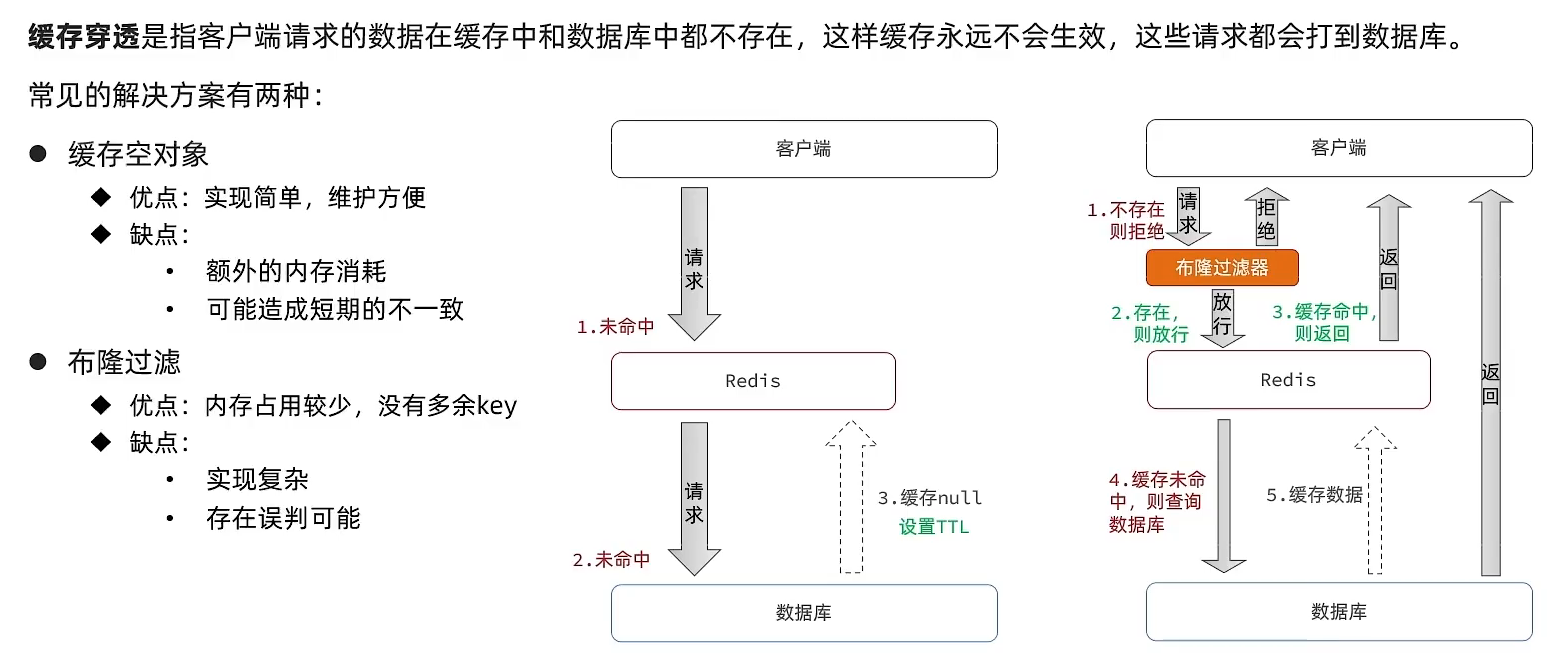 缓存穿透是指客户端请求的数据在缓存中和数据库中都不存在，这样缓存永远不会生效，这些请求都会打到数据库。
常见的解决方案有两种：
● 缓存空对象
◆ 优点：实现简单，维护方便
◆ 缺点：
• 额外的内存消耗
• 可能造成短期的不一致
● 布隆过滤
◆ 优点：内存占用较少，没有多余key
◆ 缺点：
• 实现复杂
• 存在误判可能
客户端
请求
1.未命中
Redis
请求
2.未命中
3.缓存null
设置TTL
数据库
客户端
1.不存在
则拒绝
请求
拒绝
布隆过滤器
2.存在，
则放行
放行
3.缓存命中，
则返回
返回
Redis
返回
4.缓存未命
中，则查询
数据库
5.缓存数据
数据库